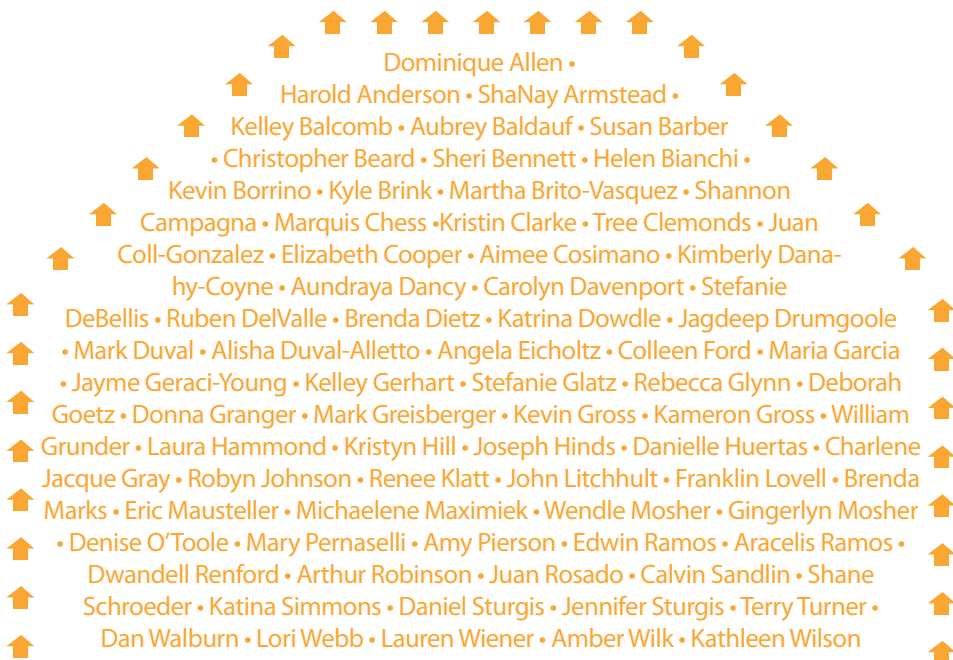 Dominique Allen •
Harold Anderson • ShaNay Armstead •
Kelley Balcomb • Aubrey Baldauf • Susan Barber
• Christopher Beard • Sheri Bennett • Helen Bianchi •
Kevin Borrino • Kyle Brink • Martha Brito-Vasquez • Shannon
Campagna • Marquis Chess •Kristin Clarke • Tree Clemonds • Juan
Coll-Gonzalez • Elizabeth Cooper • Aimee Cosimano • Kimberly Dana-
hy-Coyne • Aundraya Dancy • Carolyn Davenport • Stefanie
DeBellis • Ruben DelValle • Brenda Dietz • Katrina Dowdle • Jagdeep Drumgoole
• Mark Duval • Alisha Duval-Alletto • Angela Eicholtz • Colleen Ford • Maria Garcia
• Jayme Geraci-Young • Kelley Gerhart • Stefanie Glatz • Rebecca Glynn • Deborah
Goetz • Donna Granger • Mark Greisberger • Kevin Gross • Kameron Gross • William
Grunder • Laura Hammond • Kristyn Hill • Joseph Hinds • Danielle Huertas • Charlene
Jacque Gray • Robyn Johnson • Renee Klatt • John Litchhult • Franklin Lovell • Brenda
Marks • Eric Mausteller • Michaelene Maximiek • Wendle Mosher • Gingerlyn Mosher
• Denise O’Toole • Mary Pernaselli • Amy Pierson • Edwin Ramos • Aracelis Ramos •
Dwandell Renford • Arthur Robinson • Juan Rosado • Calvin Sandlin • Shane
Schroeder • Katina Simmons • Daniel Sturgis • Jennifer Sturgis • Terry Turner •
Dan Walburn • Lori Webb • Lauren Wiener • Amber Wilk • Kathleen Wilson